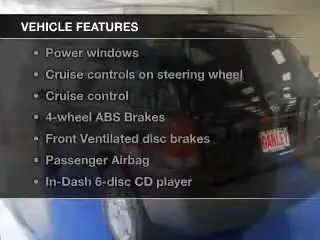 VEHICLE FEATURES
• Power windows
• Cruise controls on steering wheel
• Cruise control
• 4-wheel ABS Brakes
• Front Ventilated disc brakes
• Passenger Airbag
• In-Dash 6-disc CD player
GANLEY